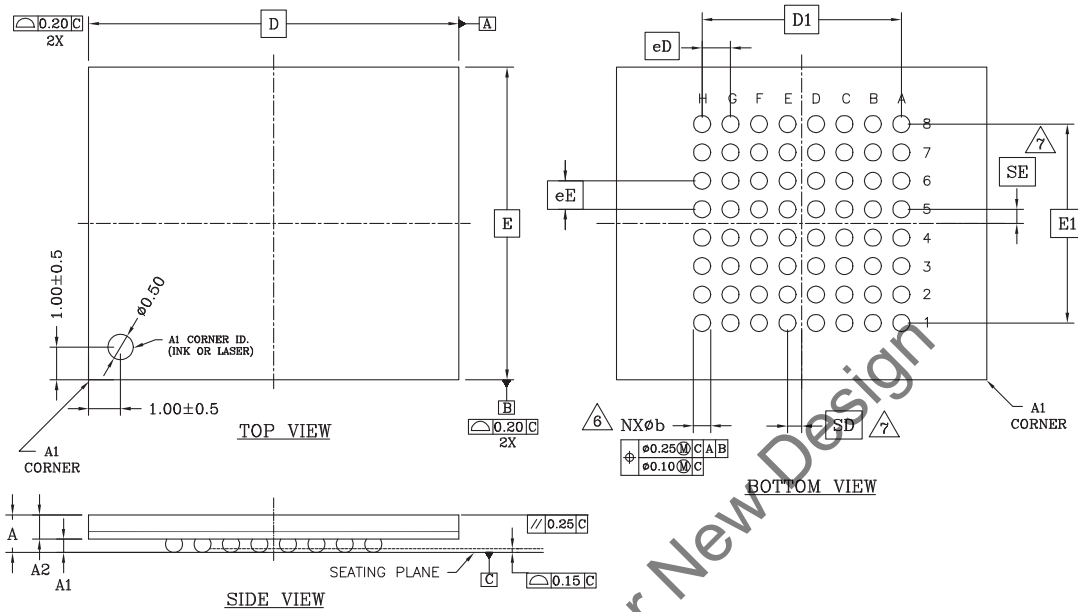 ⌓ 0.20 C
2X
D
A
1.00±0.5
ø0.50
A1 CORNER ID.
(INK OR LASER)
1.00±0.5
A1
CORNER
TOP VIEW
E
B
⌓ 0.20 C
2X
D1
eD
H G F E D C B A
8
7
6
5
4
3
2
1
7
SE
eE
E1
6 NXøb
⌖ ø0.25 Ⓜ C A B
ø0.10 Ⓜ C
SD 7
A1
CORNER
BOTTOM VIEW
A
A2
A1
// 0.25 C
SEATING PLANE
C
⌓ 0.15 C
SIDE VIEW
r New Design